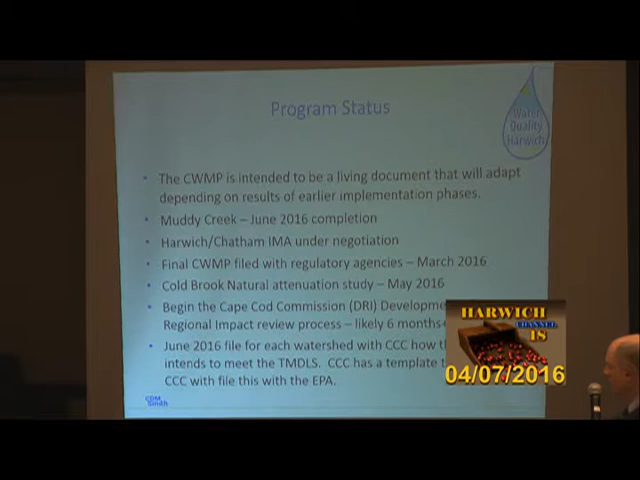 Program Status
Water
Quality
Harwich
• The CWMP is intended to be a living document that will adapt
depending on results of earlier implementation phases.
• Muddy Creek – June 2016 completion
• Harwich/Chatham IMA under negotiation
• Final CWMP filed with regulatory agencies – March 2016
• Cold Brook Natural attenuation study – May 2016
• Begin the Cape Cod Commission (DRI) Developme
Regional Impact review process – likely 6 months+
• June 2016 file for each watershed with CCC how th
intends to meet the TMDLS. CCC has a template t
CCC with file this with the EPA.
CDM
Smith
HARWICH
CHANNEL
18
04/07/2016